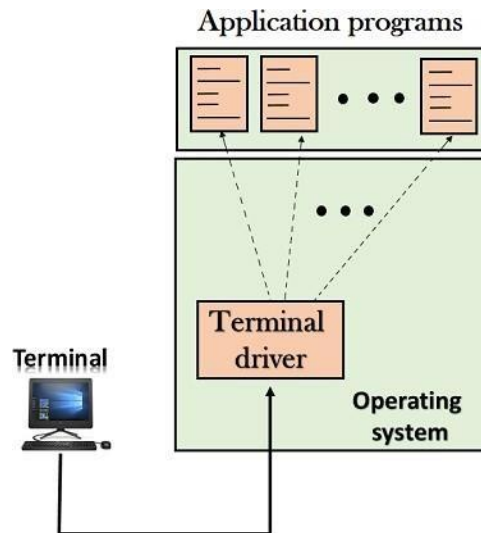 Application programs
Terminal
driver
Terminal
Operating
system